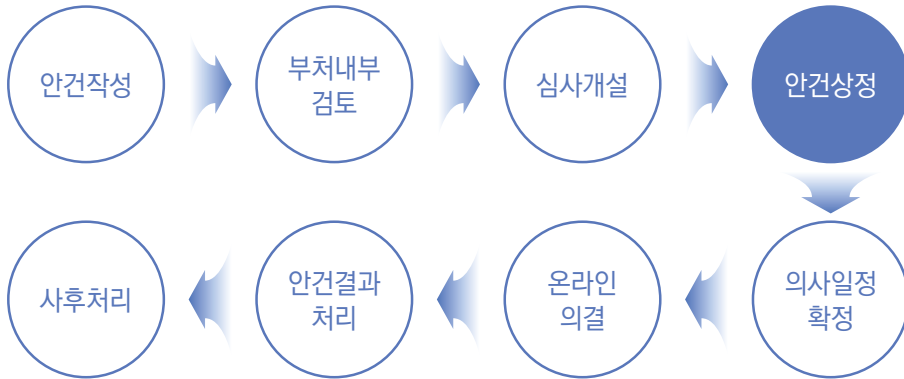 안건작성
부처내부
검토
심사개설
안건상정
의사일정
확정
온라인
의결
안건결과
처리
사후처리